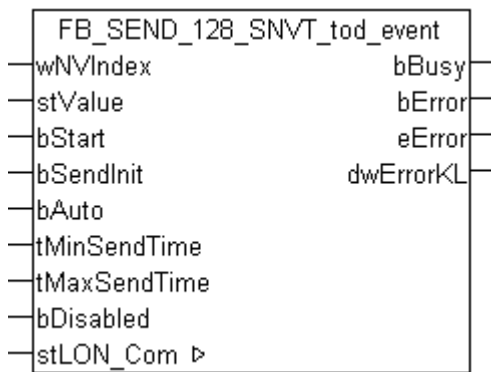 FB_SEND_128_SNVT_tod_event
wNVIndex bBusy
stValue bError
bStart eError
bSendInit dwErrorKL
bAuto
tMinSendTime
tMaxSendTime
bDisabled
stLON_Com ▷